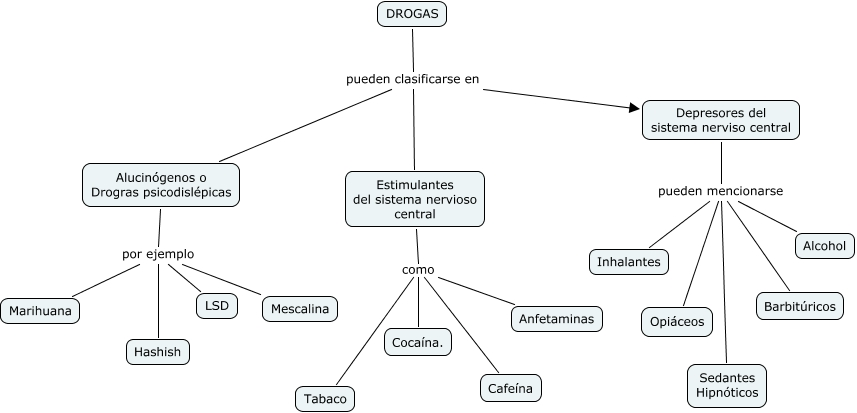 DROGAS
pueden clasificarse en
Depresores del
sistema nerviso central
Alucinógenos o
Drogras psicodislépicas
Estimulantes
del sistema nervioso
central
pueden mencionarse
por ejemplo
como
Alcohol
Inhalantes
Marihuana
LSD
Mescalina
Barbitúricos
Anfetaminas
Opiáceos
Hashish
Cocaína.
Sedantes
Hipnóticos
Tabaco
Cafeína